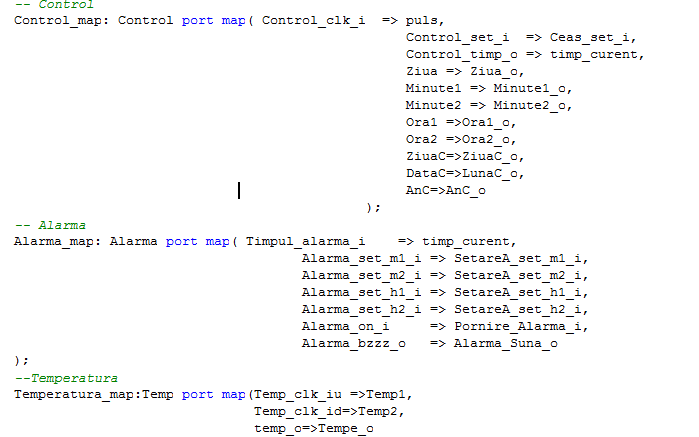 -- Control
Control_map: Control port map( Control_clk_i => puls,
Control_set_i => Ceas_set_i,
Control_timp_o => timp_curent,
Ziua => Ziua_o,
Minute1 => Minute1_o,
Minute2 => Minute2_o,
Ora1 =>Ora1_o,
Ora2 =>Ora2_o,
ZiuaC=>ZiuaC_o,
DataC=>LunaC_o,
AnC=>AnC_o
);
-- Alarma
Alarma_map: Alarma port map( Timpul_alarma_i => timp_curent,
Alarma_set_m1_i => SetareA_set_m1_i,
Alarma_set_m2_i => SetareA_set_m2_i,
Alarma_set_h1_i => SetareA_set_h1_i,
Alarma_set_h2_i => SetareA_set_h2_i,
Alarma_on_i => Pornire_Alarma_i,
Alarma_bzzz_o => Alarma_Suna_o
);
--Temperatura
Temperatura_map:Temp port map(Temp_clk_iu =>Temp1,
Temp_clk_id=>Temp2,
temp_o=>Tempe_o